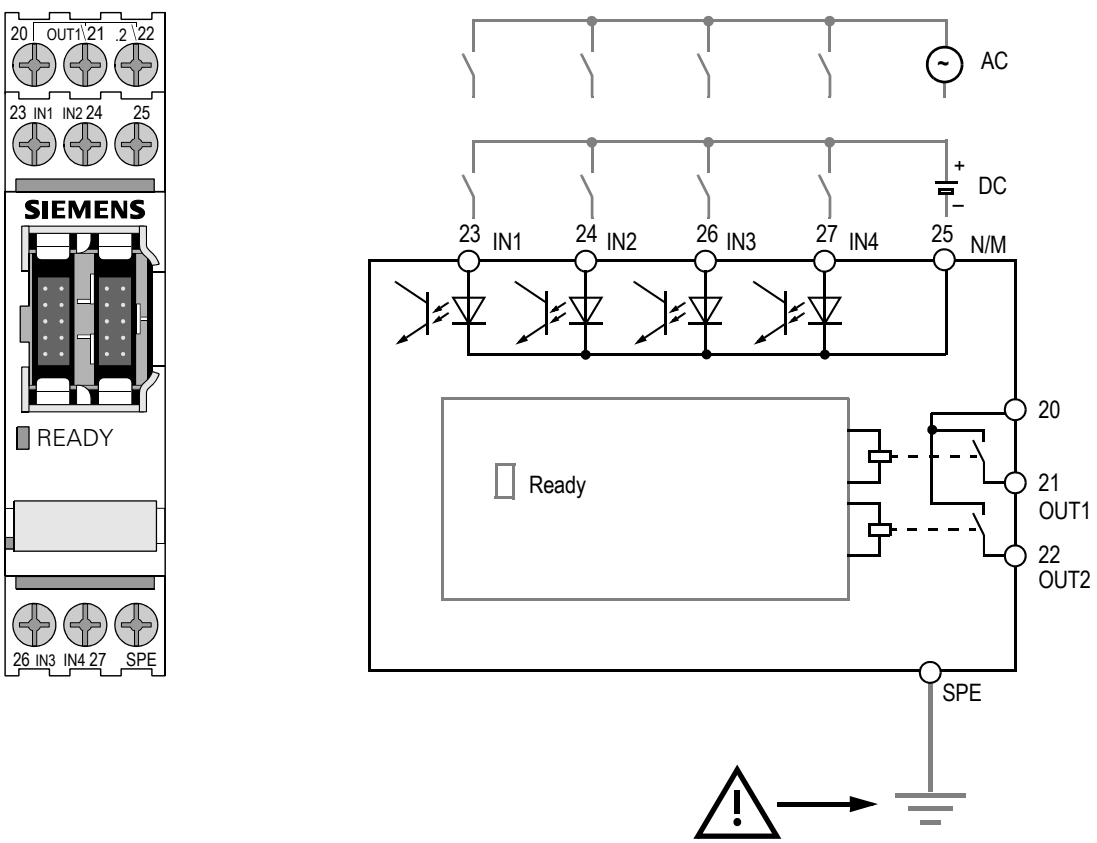 20 OUT1 21 .2 22
23 IN1 IN2 24 25
SIEMENS
READY
26 IN3 IN4 27 SPE
~ AC
+
DC
–
23 IN1 24 IN2 26 IN3 27 IN4 25 N/M
Ready
20
21
OUT1
22
OUT2
SPE
!